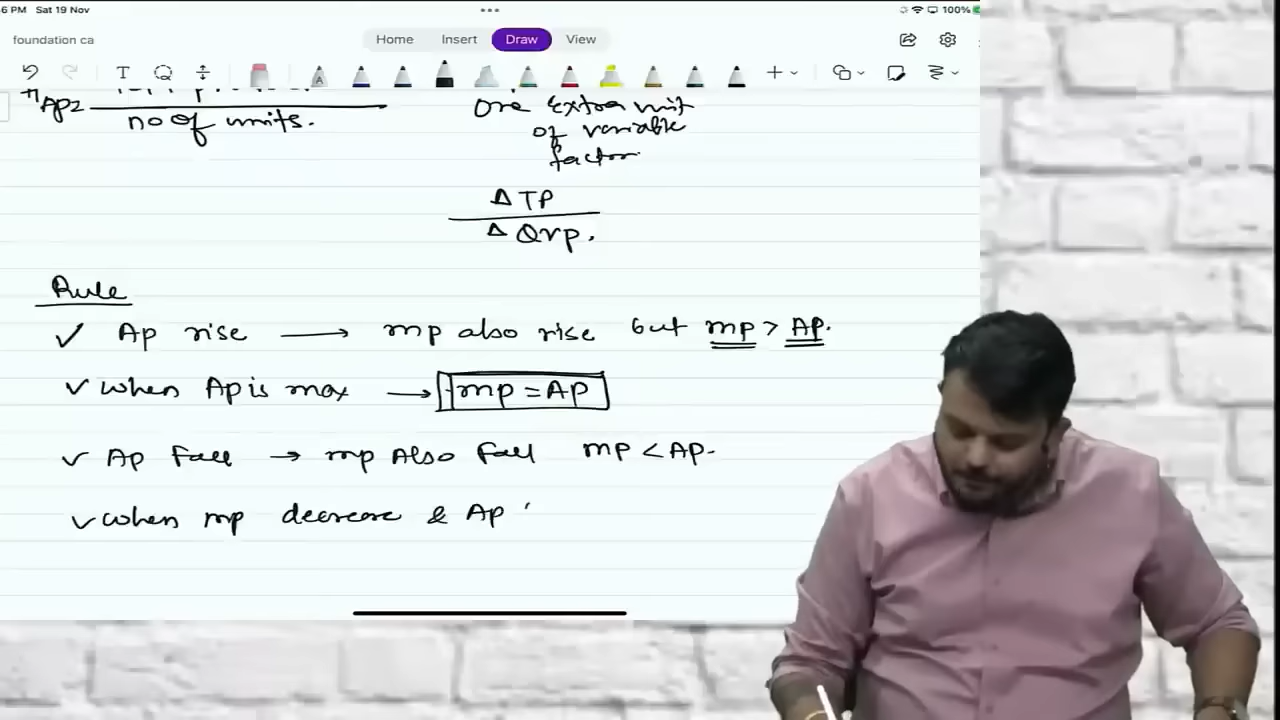 6 PM Sat 19 Nov
100%
foundation ca
Home Insert Draw View
AP=
no of units.
One Extra unit
of variable
factor.
Δ TP
Δ Qvp.
Rule
✓ Ap rise → mp also rise but mp > Ap.
✓ when Ap is max → mp = AP
✓ Ap Fall → mp Also Fall mp < AP.
✓ when mp decrease & Ap